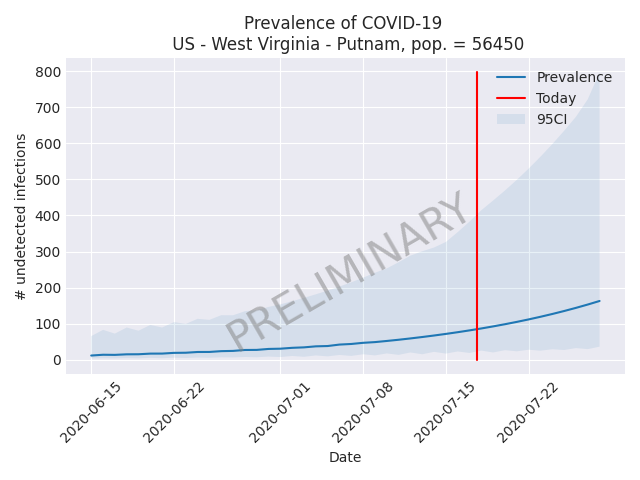 Prevalence of COVID-19
US - West Virginia - Putnam, pop. = 56450
800
700
600
500
400
300
200
100
0
# undetected infections
Prevalence
Today
95CI
PRELIMINARY
2020-06-15
2020-06-22
2020-07-01
2020-07-08
2020-07-15
2020-07-22
Date